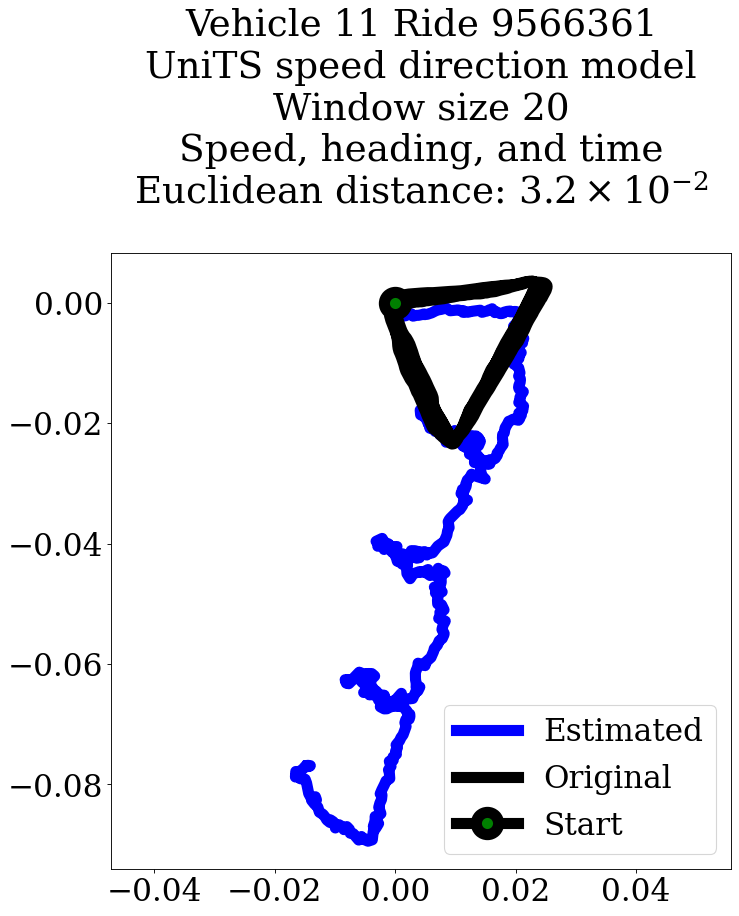 Vehicle 11 Ride 9566361
UniTS speed direction model
Window size 20
Speed, heading, and time
Euclidean distance: 3.2 × 10⁻²
0.00
−0.02
−0.04
−0.06
−0.08
−0.04 −0.02 0.00 0.02 0.04
Estimated
Original
Start